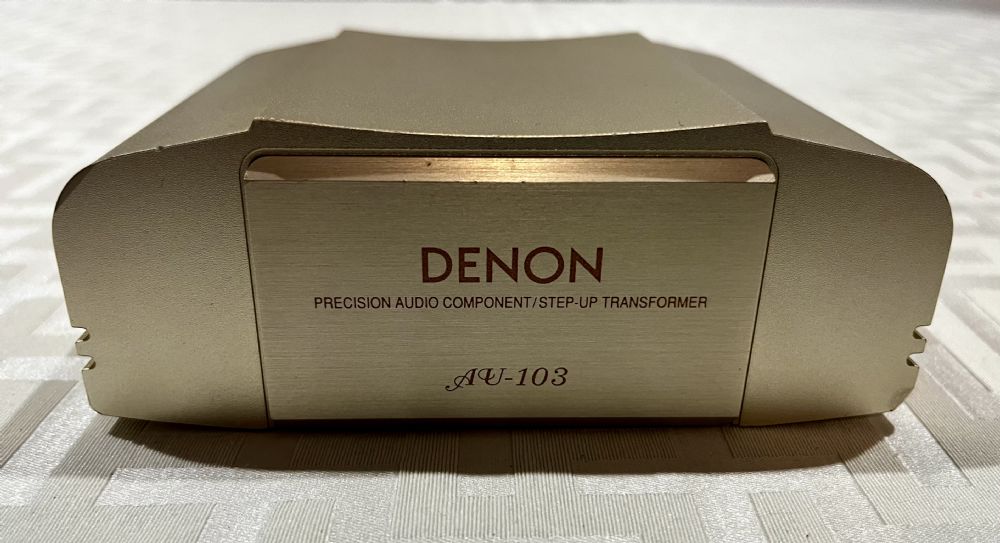 DENON
PRECISION AUDIO COMPONENT/STEP-UP TRANSFORMER
AU-103